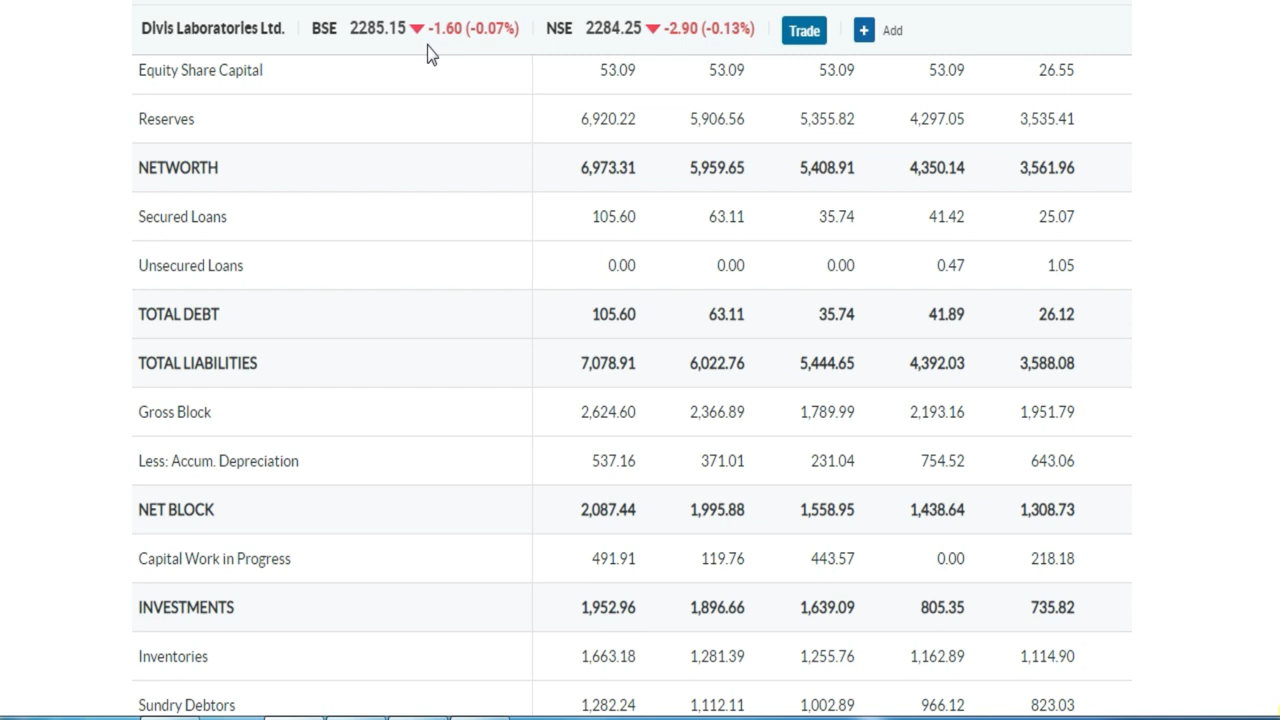 Divis Laboratories Ltd. BSE 2285.15 ▼ -1.60 (-0.07%) NSE 2284.25 ▼ -2.90 (-0.13%) Trade + Add
Equity Share Capital 53.09 53.09 53.09 53.09 26.55
Reserves 6,920.22 5,906.56 5,355.82 4,297.05 3,535.41
NETWORTH 6,973.31 5,959.65 5,408.91 4,350.14 3,561.96
Secured Loans 105.60 63.11 35.74 41.42 25.07
Unsecured Loans 0.00 0.00 0.00 0.47 1.05
TOTAL DEBT 105.60 63.11 35.74 41.89 26.12
TOTAL LIABILITIES 7,078.91 6,022.76 5,444.65 4,392.03 3,588.08
Gross Block 2,624.60 2,366.89 1,789.99 2,193.16 1,951.79
Less: Accum. Depreciation 537.16 371.01 231.04 754.52 643.06
NET BLOCK 2,087.44 1,995.88 1,558.95 1,438.64 1,308.73
Capital Work in Progress 491.91 119.76 443.57 0.00 218.18
INVESTMENTS 1,952.96 1,896.66 1,639.09 805.35 735.82
Inventories 1,663.18 1,281.39 1,255.76 1,162.89 1,114.90
Sundry Debtors 1,282.24 1,112.11 1,002.89 966.12 823.03